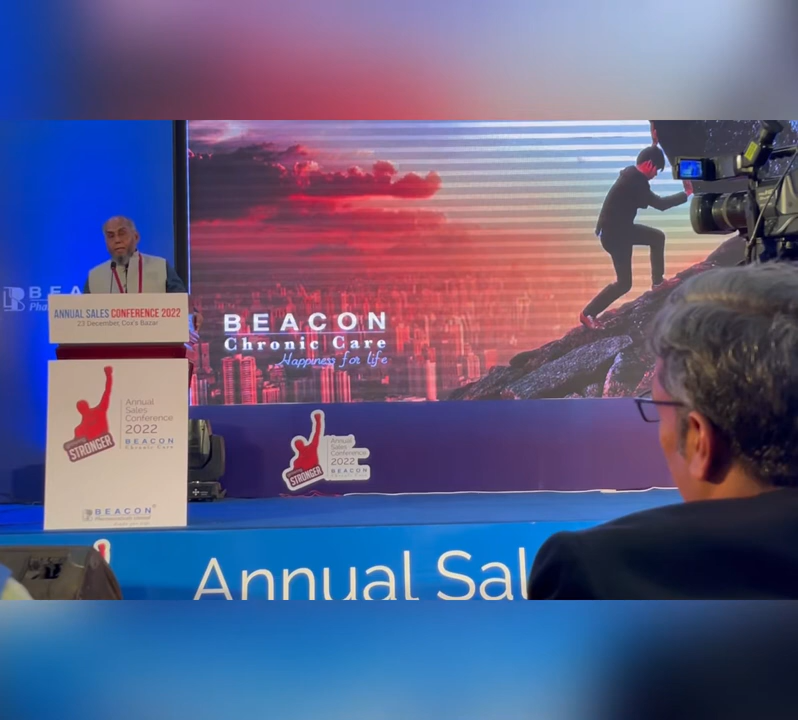 BEACON
Chronic Care
Happiness for life
BEA
Pha
ANNUAL SALES CONFERENCE 2022
23 December, Cox's Bazar
Annual
Sales
Conference
2022
BEACON
Chronic Care
STRONGER
BEACON
Annual
Sales
Conference
2022
BEACON
STRONGER
Annual Sal